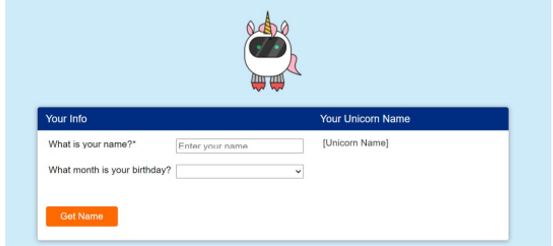 Your Info
Your Unicorn Name
What is your name?*
Enter your name
[Unicorn Name]
What month is your birthday?
Get Name